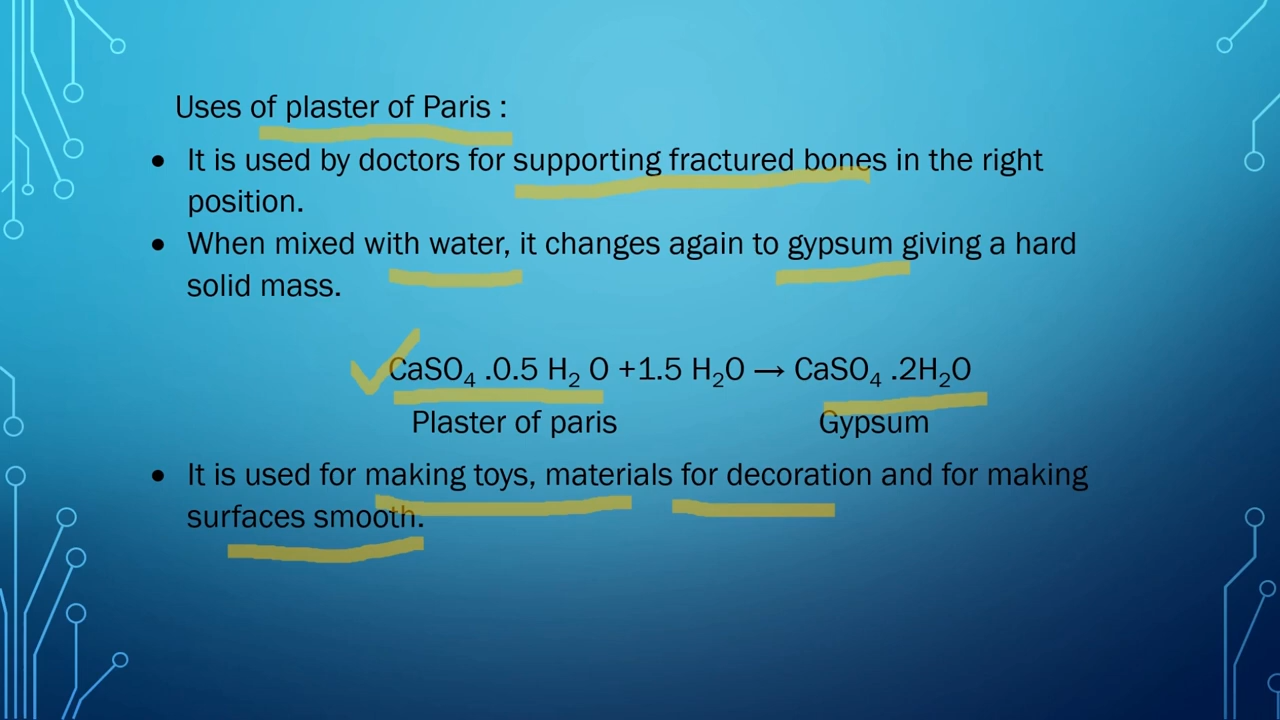 Uses of plaster of Paris :
• It is used by doctors for supporting fractured bones in the right
position.
• When mixed with water, it changes again to gypsum giving a hard
solid mass.
CaSO₄ .0.5 H₂ O +1.5 H₂O → CaSO₄ .2H₂O
Plaster of paris Gypsum
• It is used for making toys, materials for decoration and for making
surfaces smooth.